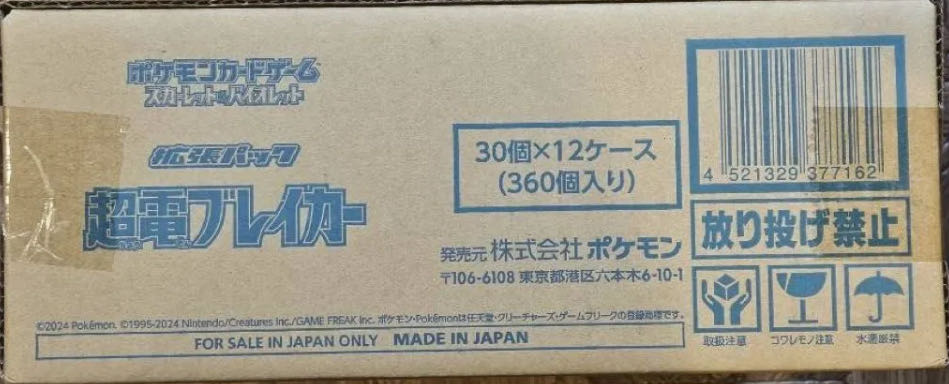 ポケモンカードゲーム
スカーレット&バイオレット
拡張パック
超電ブレイカー
30個×12ケース
(360個入り)
発売元 株式会社 ポケモン
〒106-6108 東京都港区六本木6-10-1
©2024 Pokémon. ©1995-2024 Nintendo/Creatures Inc./GAME FREAK inc. ポケモン・Pokémonは任天堂・クリーチャーズ・ゲームフリークの登録商標です。
FOR SALE IN JAPAN ONLY MADE IN JAPAN
4 521329 377162
放り投げ禁止
取扱注意 コワレモノ注意 水濡厳禁